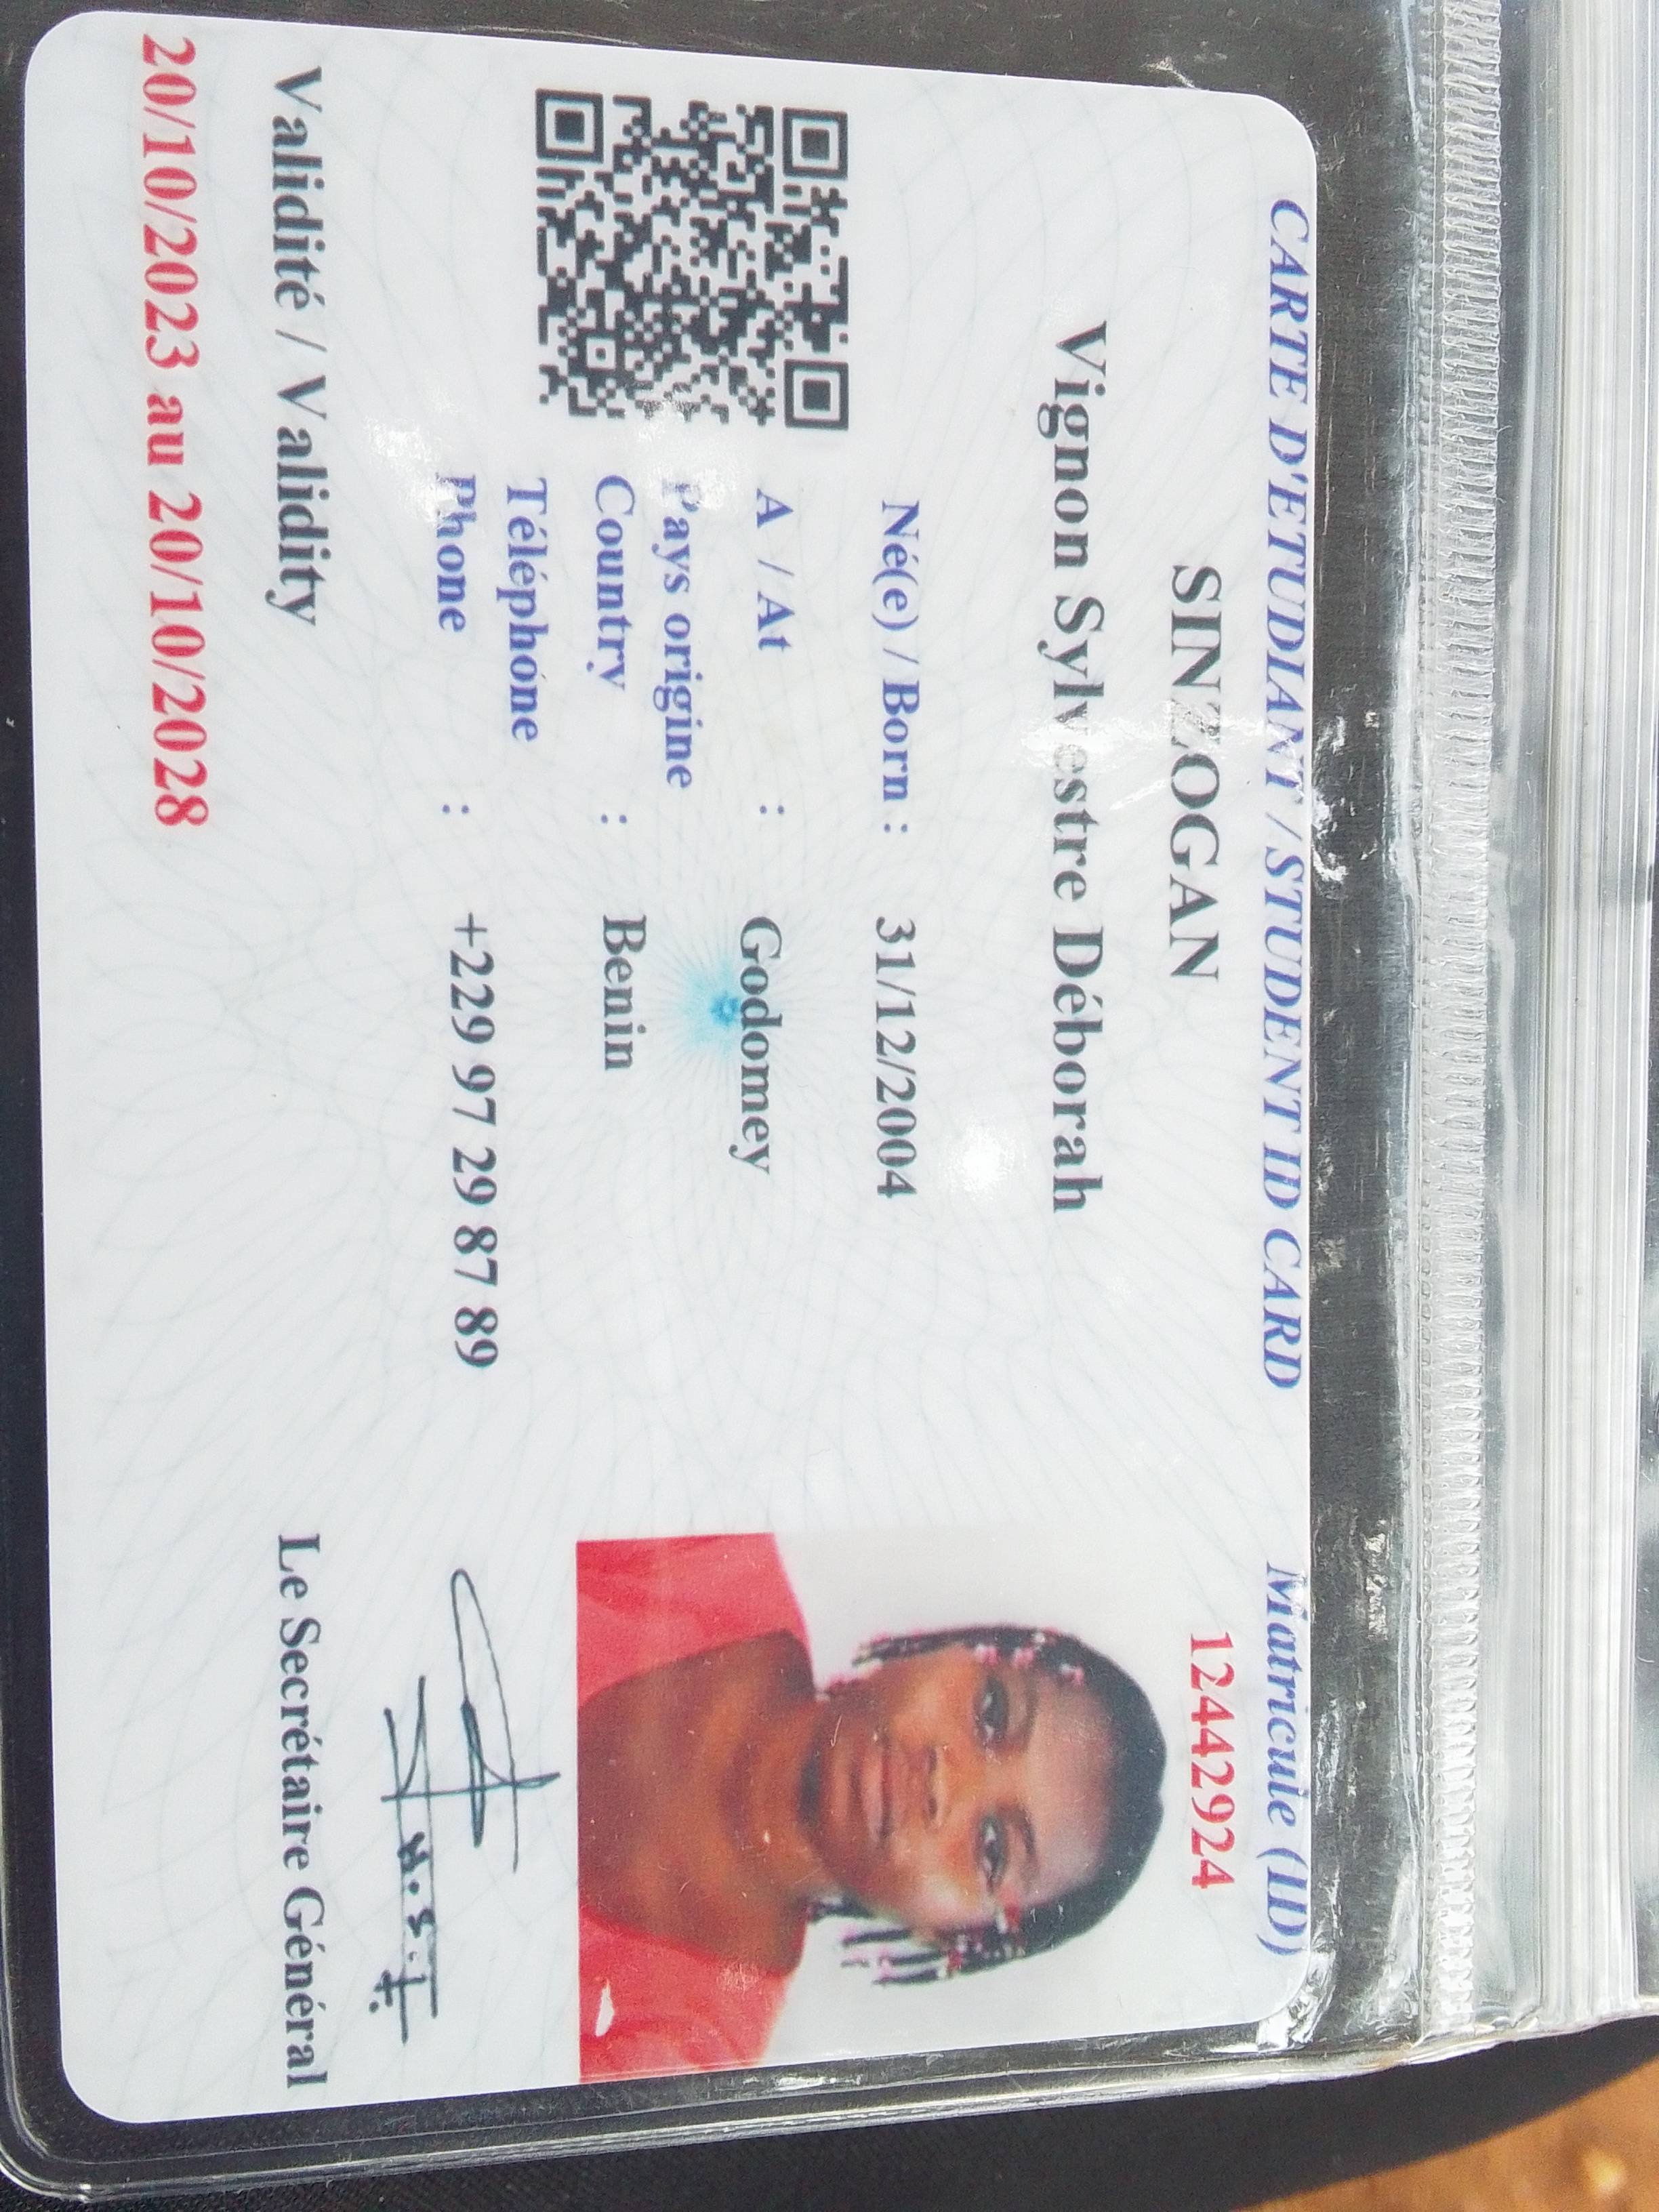 CARTE D'ETUDIANT / STUDENT ID CARD
Matricule (ID)
12442924
SINZOGAN
Vignon Sylvestre Déborah
Né(e) / Born : 31/12/2004
A / At : Godomey
Pays origine
Country : Benin
Téléphone
Phone : +229 97 29 87 89
Validité / Validity
20/10/2023 au 20/10/2028
Le Secrétaire Général